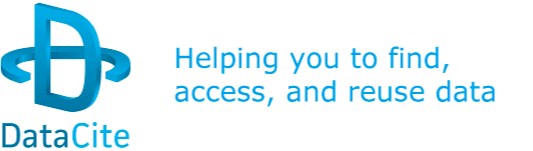 Helping you to find,
access, and reuse data
DataCite